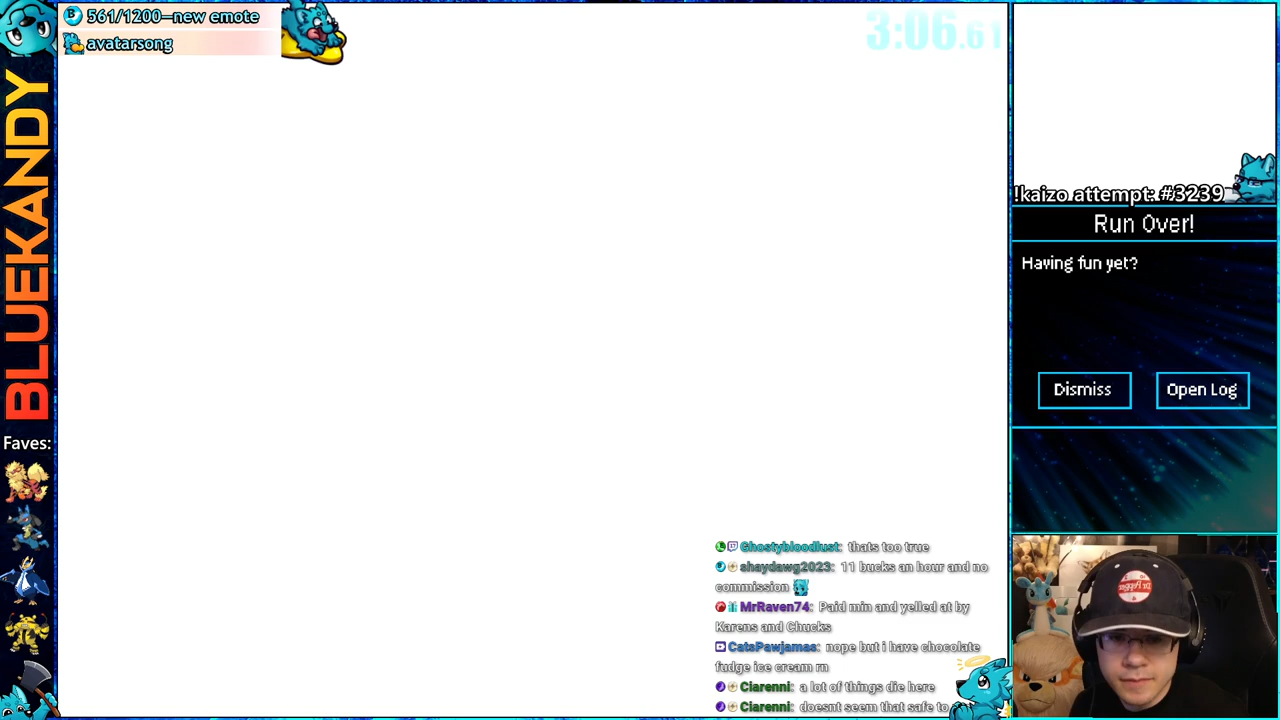 561/1200—new emote
avatarsong
3:06.61
BLUEKANDY
Faves:
!kaizo attempt: #3239
Run Over!
Having fun yet?
Dismiss
Open Log
Ghostybloodlust: thats too true
shaydawg2023: 11 bucks an hour and no
commission
MrRaven74: Paid min and yelled at by
Karens and Chucks
CatsPawjamas: nope but i have chocolate
fudge ice cream rn
Ciarenni: a lot of things die here
Ciarenni: doesnt seem that safe to